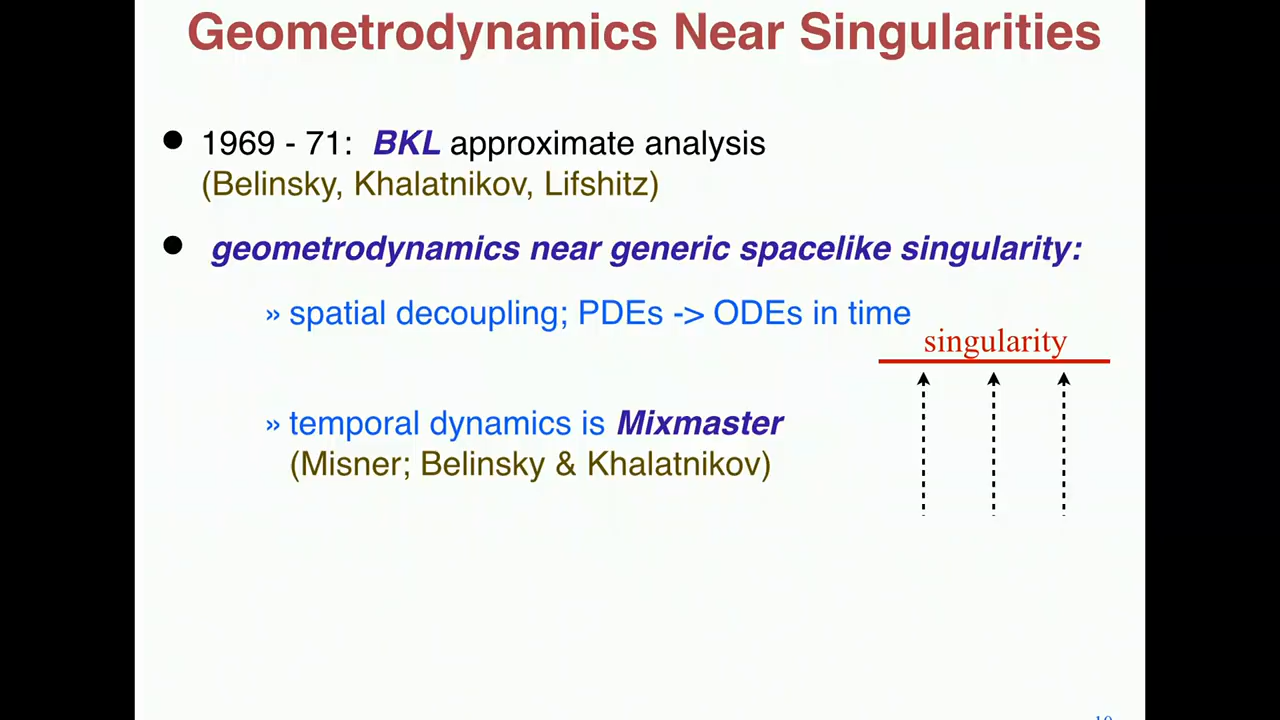 Geometrodynamics Near Singularities
● 1969 - 71: BKL approximate analysis
(Belinsky, Khalatnikov, Lifshitz)
● geometrodynamics near generic spacelike singularity:
» spatial decoupling; PDEs -> ODEs in time
singularity
» temporal dynamics is Mixmaster
(Misner; Belinsky & Khalatnikov)